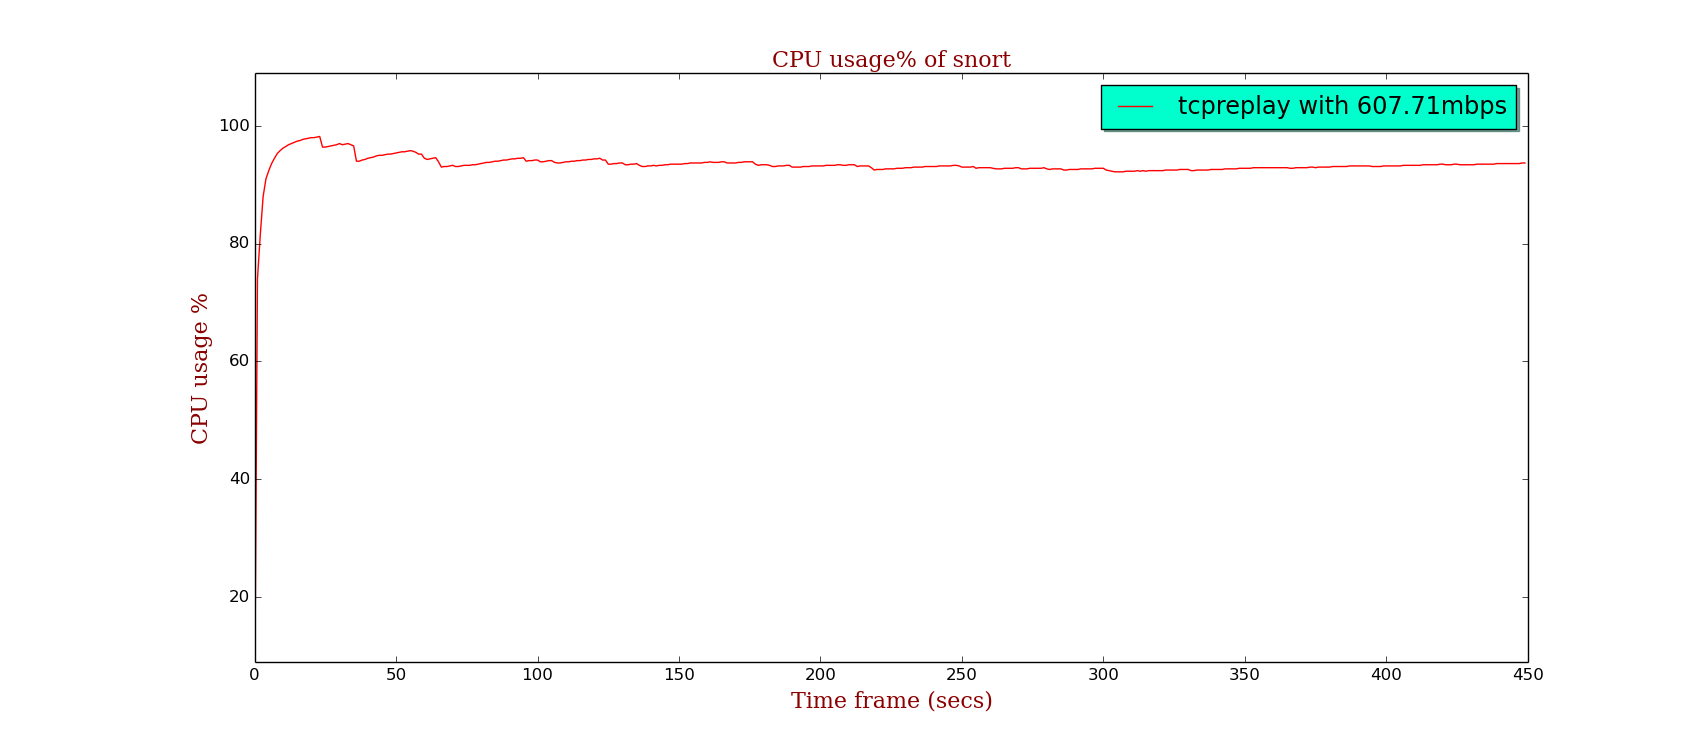 CPU usage% of snort
tcpreplay with 607.71mbps
100
80
60
40
20
CPU usage %
0 50 100 150 200 250 300 350 400 450
Time frame (secs)